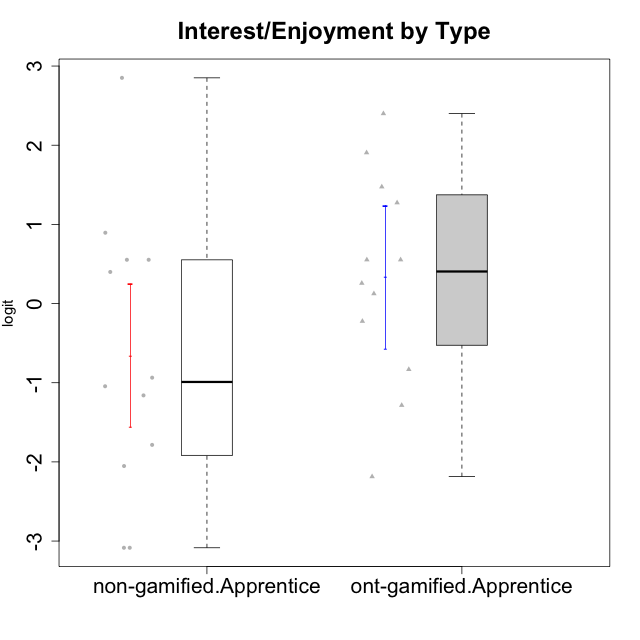 Interest/Enjoyment by Type
3
2
1
0
-1
-2
-3
logit
non-gamified.Apprentice
ont-gamified.Apprentice